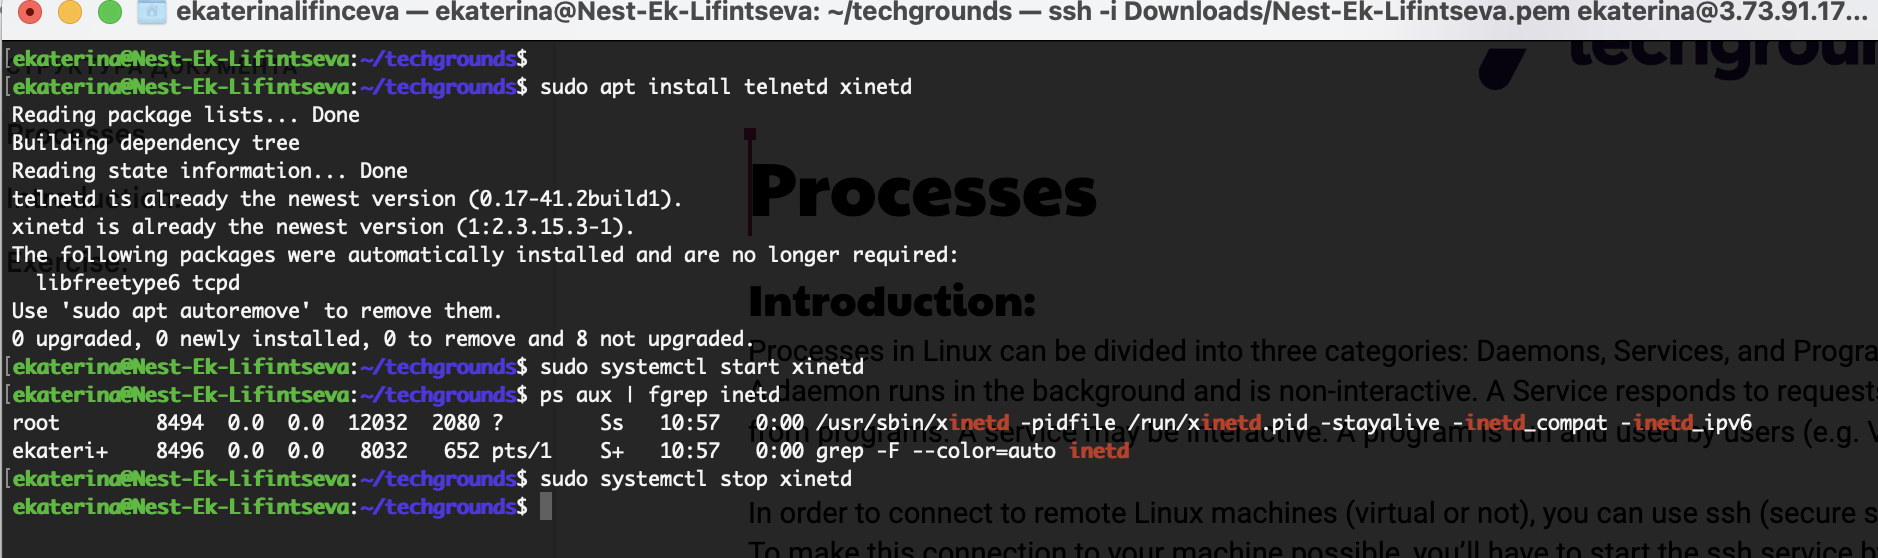 ekaterinalifinceva — ekaterina@Nest-Ek-Lifintseva: ~/techgrounds — ssh -i Downloads/Nest-Ek-Lifintseva.pem ekaterina@3.73.91.17...
[ekaterina@Nest-Ek-Lifintseva:~/techgrounds$
[ekaterina@Nest-Ek-Lifintseva:~/techgrounds$ sudo apt install telnetd xinetd
Reading package lists... Done
Building dependency tree
Reading state information... Done
telnetd is already the newest version (0.17-41.2build1).
xinetd is already the newest version (1:2.3.15.3-1).
The following packages were automatically installed and are no longer required:
  libfreetype6 tcpd
Use 'sudo apt autoremove' to remove them.
0 upgraded, 0 newly installed, 0 to remove and 8 not upgraded.
[ekaterina@Nest-Ek-Lifintseva:~/techgrounds$ sudo systemctl start xinetd
[ekaterina@Nest-Ek-Lifintseva:~/techgrounds$ ps aux | fgrep inetd
root        8494  0.0  0.0  12032  2080 ?        Ss   10:57   0:00 /usr/sbin/xinetd -pidfile /run/xinetd.pid -stayalive -inetd_compat -inetd_ipv6
ekateri+    8496  0.0  0.0   8032   652 pts/1    S+   10:57   0:00 grep -F --color=auto inetd
[ekaterina@Nest-Ek-Lifintseva:~/techgrounds$ sudo systemctl stop xinetd
ekaterina@Nest-Ek-Lifintseva:~/techgrounds$
techgroun
СТРУКТУРА ДОКУМЕНТА
Processes
Introduction:
Exercise:
Processes
Introduction:
Processes in Linux can be divided into three categories: Daemons, Services, and Progra
A daemon runs in the background and is non-interactive. A Service responds to requests
from programs. A service may be interactive. A program is run and used by users (e.g. V
In order to connect to remote Linux machines (virtual or not), you can use ssh (secure s
To make this connection to your machine possible, you'll have to start the ssh service b